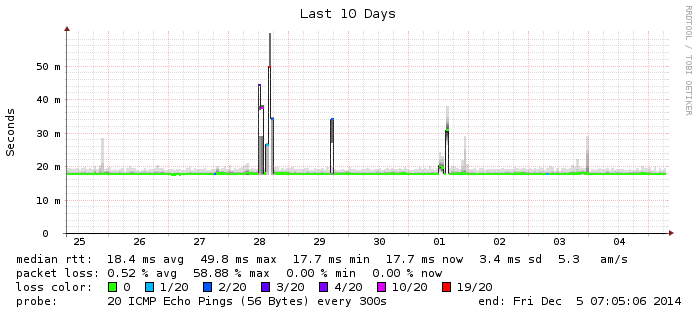 Last 10 Days
RRDTOOL / TOBI OETIKER
Seconds
50 m
40 m
30 m
20 m
10 m
0
25 26 27 28 29 30 01 02 03 04
median rtt: 18.4 ms avg 49.8 ms max 17.7 ms min 17.7 ms now 3.4 ms sd 5.3 am/s
packet loss: 0.52 % avg 58.88 % max 0.00 % min 0.00 % now
loss color: 0 1/20 2/20 3/20 4/20 10/20 19/20
probe: 20 ICMP Echo Pings (56 Bytes) every 300s end: Fri Dec 5 07:05:06 2014